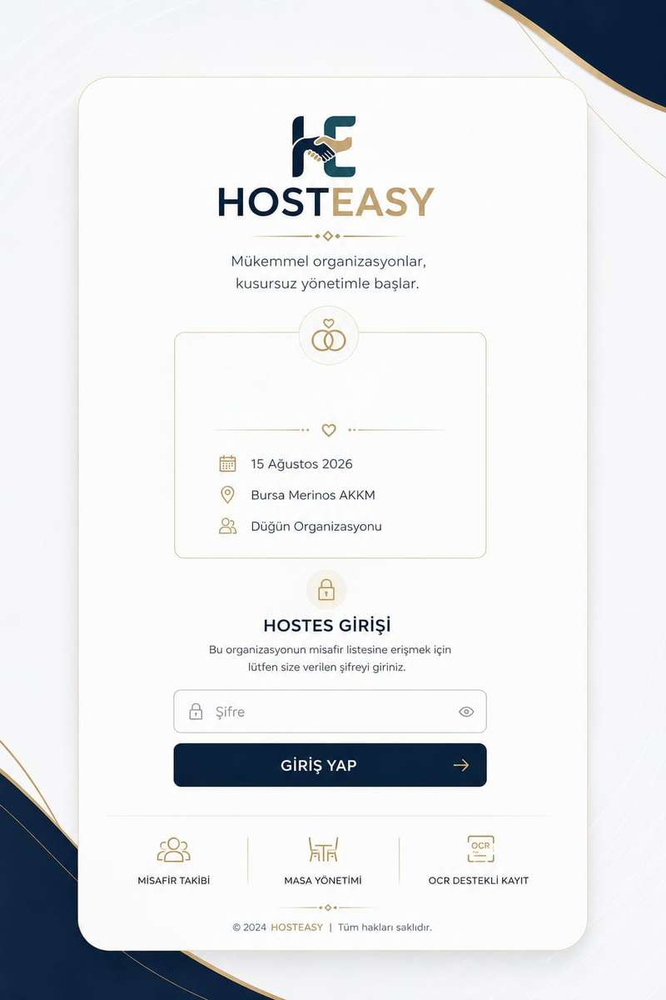 HE
HOSTEASY
Mükemmel organizasyonlar,
kusursuz yönetimle başlar.
15 Ağustos 2026
Bursa Merinos AKKM
Düğün Organizasyonu
HOSTES GİRİŞİ
Bu organizasyonun misafir listesine erişmek için
lütfen size verilen şifreyi giriniz.
Şifre
GİRİŞ YAP
OCR
MİSAFİR TAKİBİ
MASA YÖNETİMİ
OCR DESTEKLİ KAYIT
© 2024 HOSTEASY | Tüm hakları saklıdır.